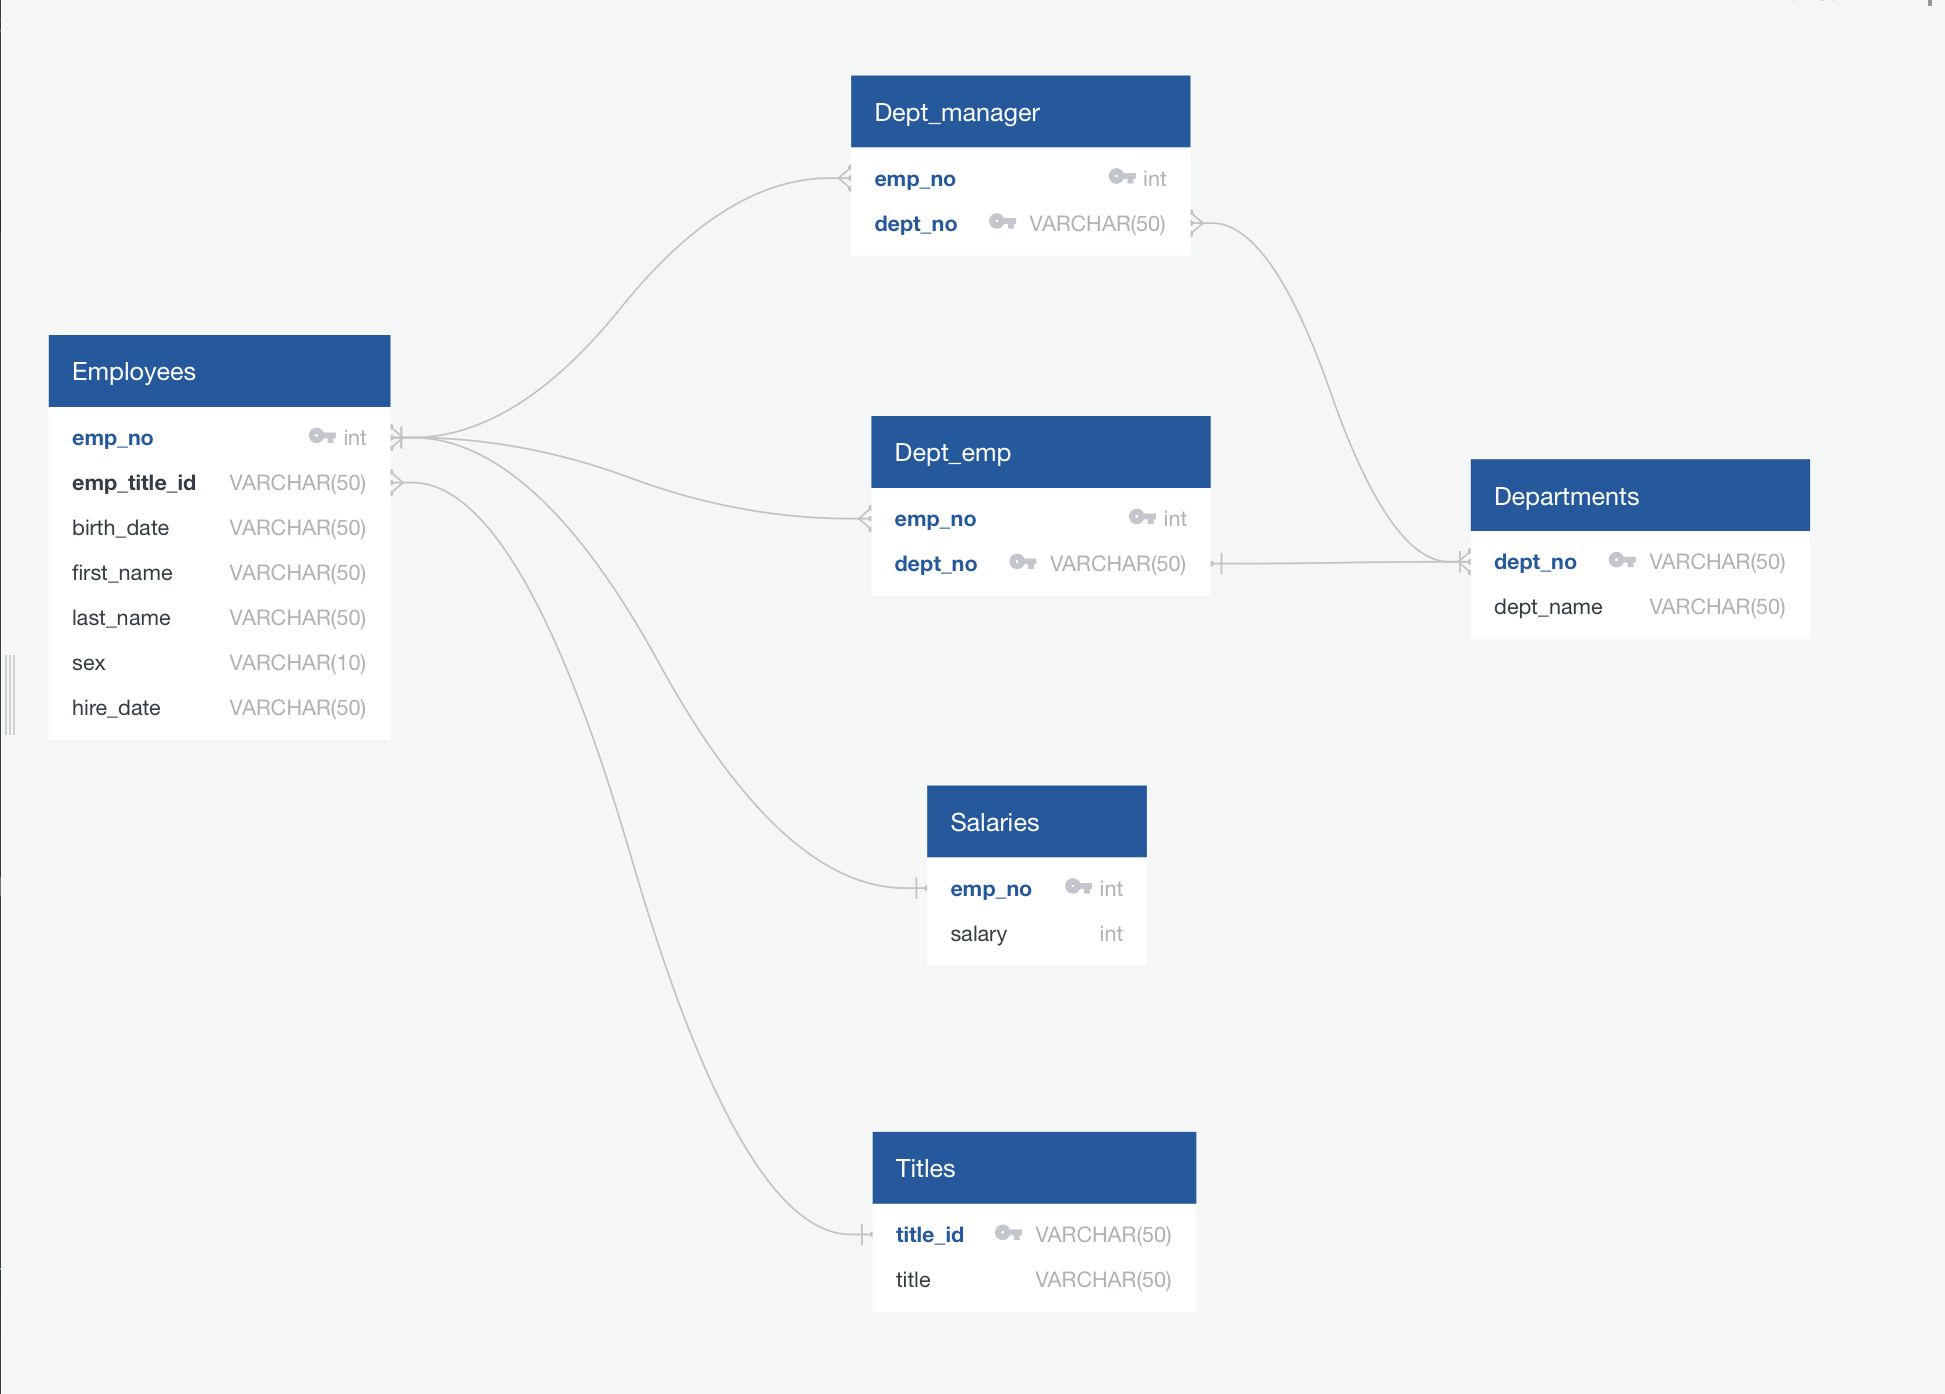 Dept_manager
emp_no int
dept_no VARCHAR(50)
Employees
emp_no int
emp_title_id VARCHAR(50)
birth_date VARCHAR(50)
first_name VARCHAR(50)
last_name VARCHAR(50)
sex VARCHAR(10)
hire_date VARCHAR(50)
Dept_emp
emp_no int
dept_no VARCHAR(50)
Departments
dept_no VARCHAR(50)
dept_name VARCHAR(50)
Salaries
emp_no int
salary int
Titles
title_id VARCHAR(50)
title VARCHAR(50)